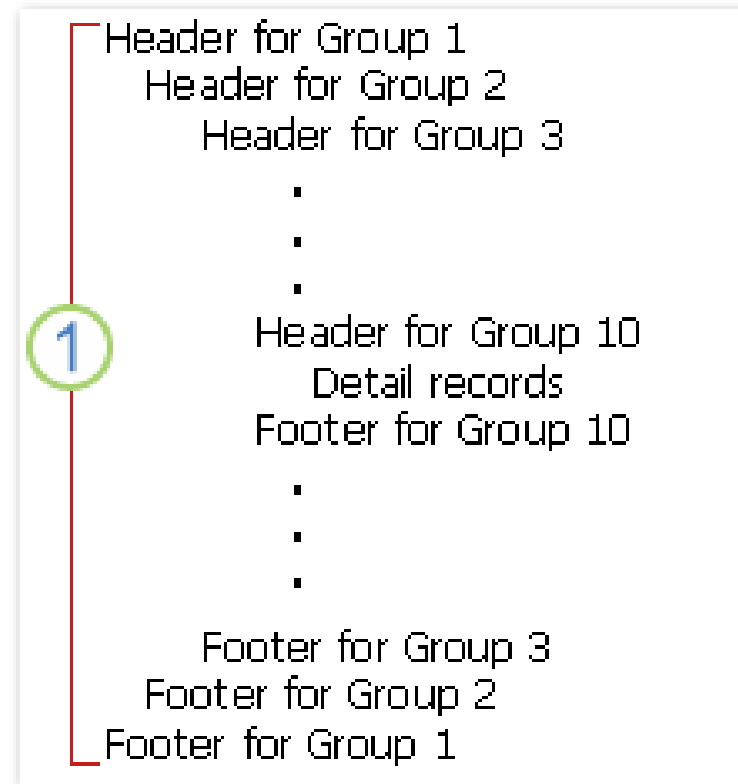 Header for Group 1
Header for Group 2
Header for Group 3
.
.
.
1
Header for Group 10
Detail records
Footer for Group 10
.
.
.
Footer for Group 3
Footer for Group 2
Footer for Group 1